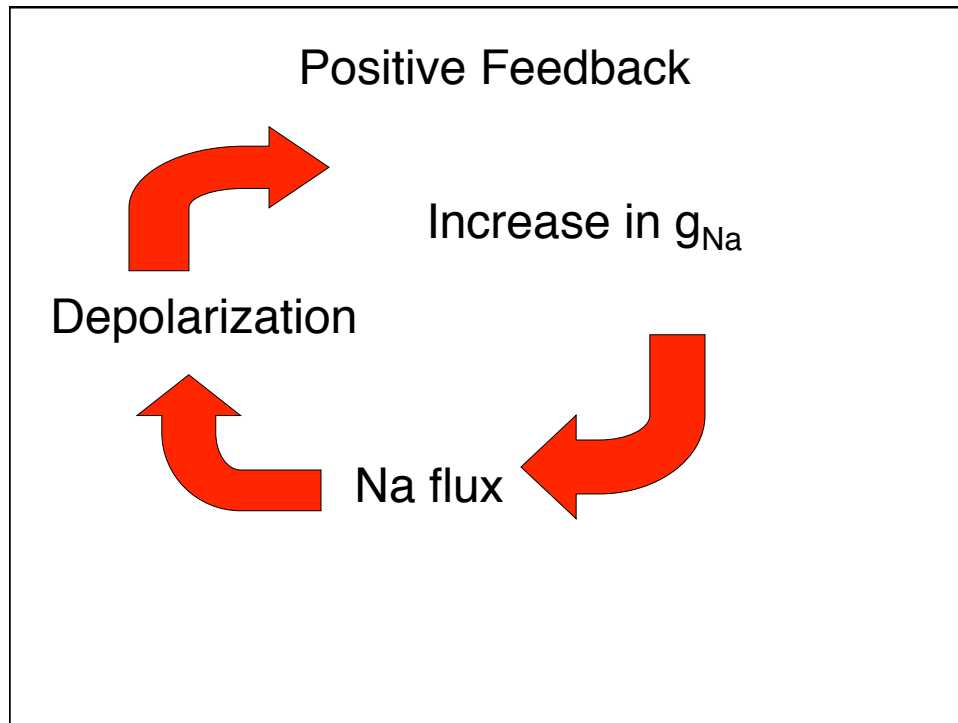 Positive Feedback
Increase in gNa
Depolarization
Na flux